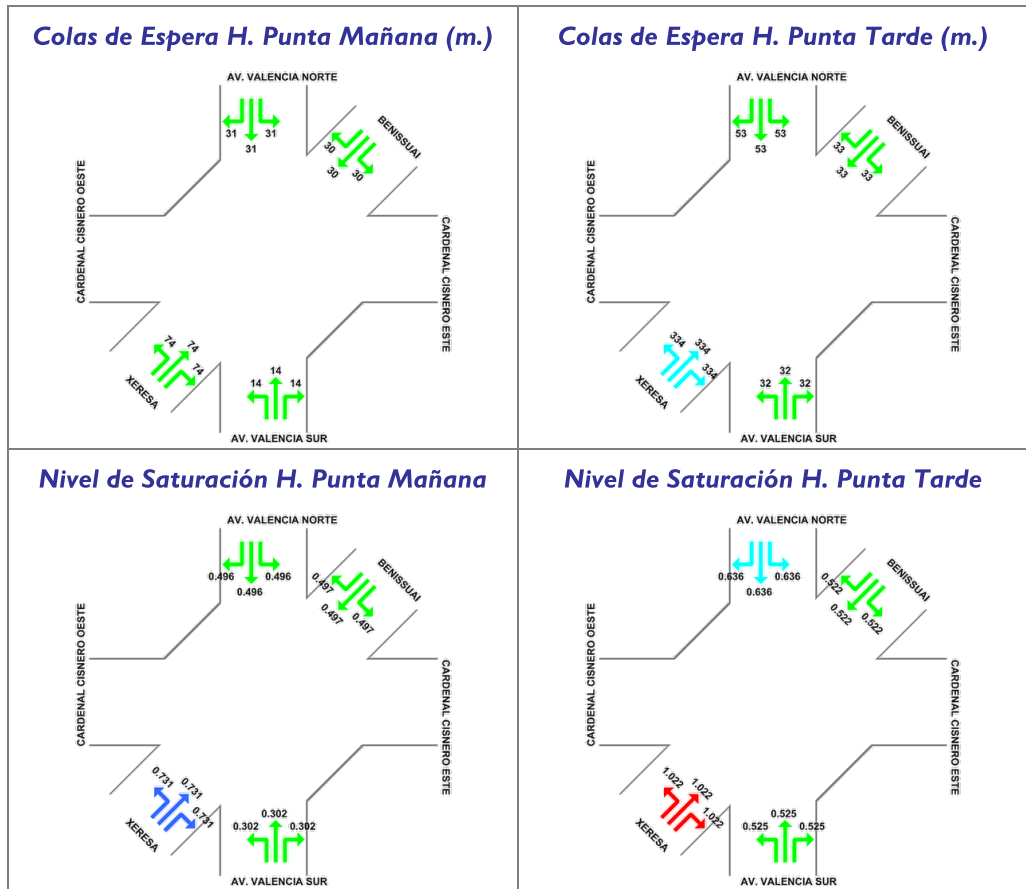 Colas de Espera H. Punta Mañana (m.)
AV. VALENCIA NORTE
31 31
31
BENISSUAI
30
30 30
CARDENAL CISNERO OESTE
CARDENAL CISNERO ESTE
74 74
74
XERESA
14
14 14
AV. VALENCIA SUR
Colas de Espera H. Punta Tarde (m.)
AV. VALENCIA NORTE
53 53
53
BENISSUAI
33
33 33
CARDENAL CISNERO OESTE
CARDENAL CISNERO ESTE
334 334
334
XERESA
32
32 32
AV. VALENCIA SUR
Nivel de Saturación H. Punta Mañana
AV. VALENCIA NORTE
0.496 0.496
0.496
BENISSUAI
0.497
0.497 0.497
CARDENAL CISNERO OESTE
CARDENAL CISNERO ESTE
0.731 0.731
0.731
XERESA
0.302
0.302 0.302
AV. VALENCIA SUR
Nivel de Saturación H. Punta Tarde
AV. VALENCIA NORTE
0.636 0.636
0.636
BENISSUAI
0.522
0.522 0.522
CARDENAL CISNERO OESTE
CARDENAL CISNERO ESTE
1.022 1.022
1.022
XERESA
0.525
0.525 0.525
AV. VALENCIA SUR